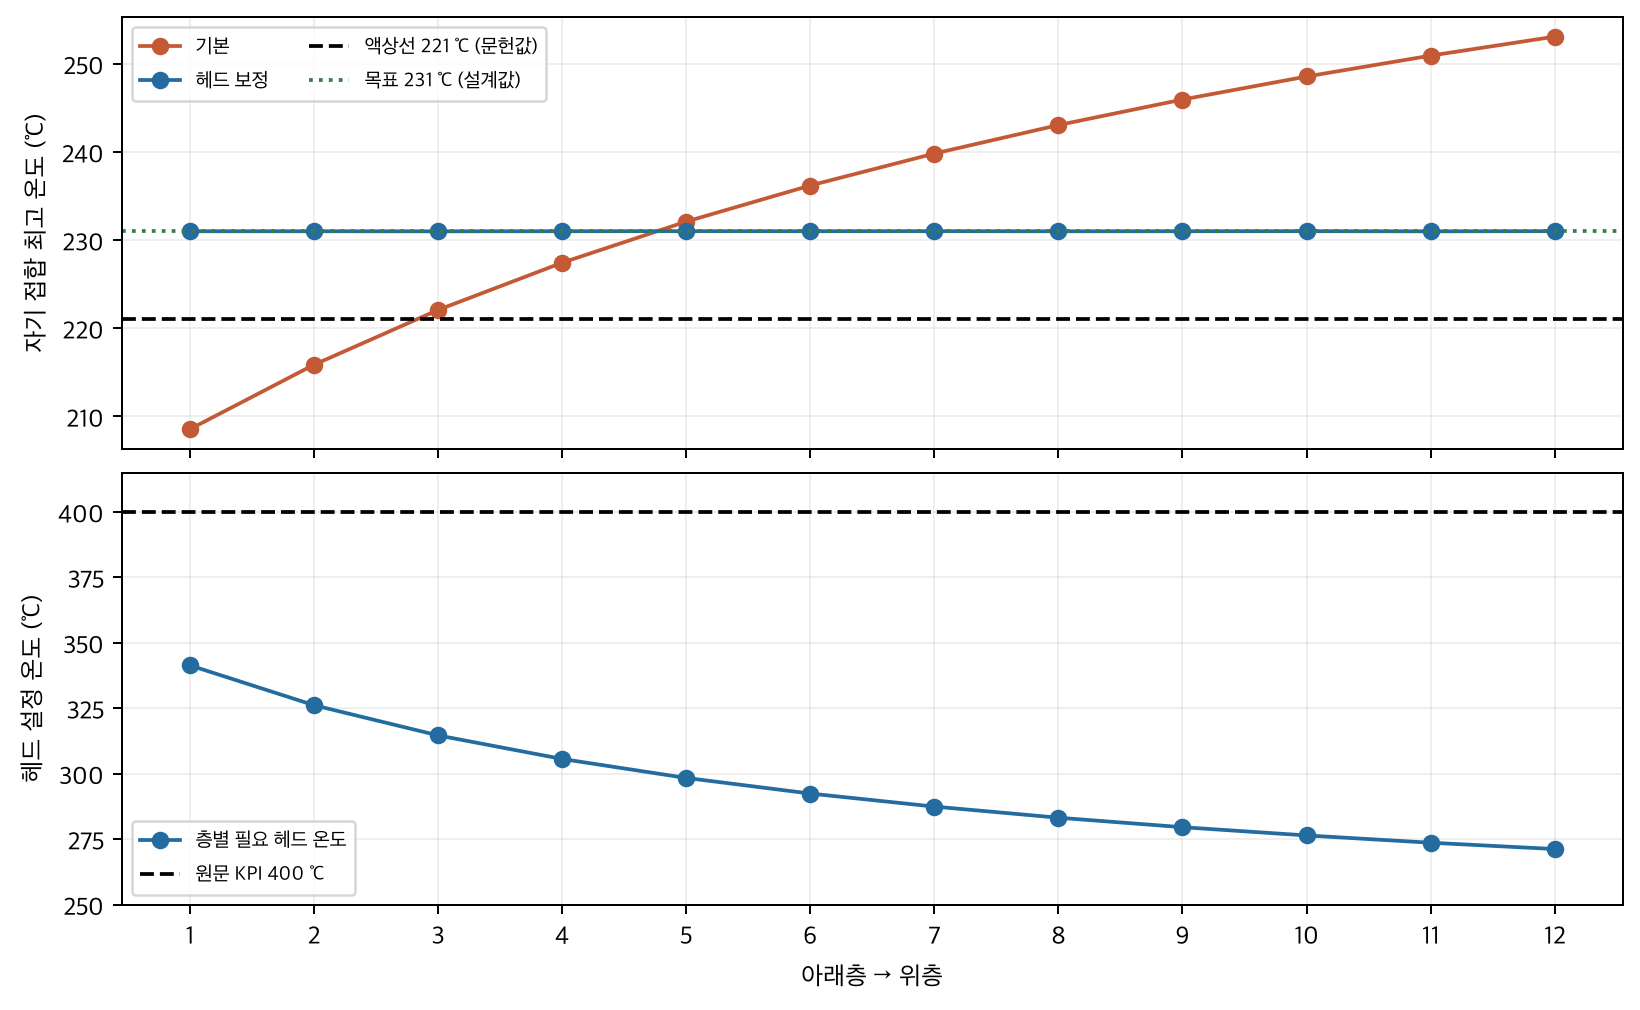 기본
헤드 보정
액상선 221 ℃ (문헌값)
목표 231 ℃ (설계값)
자기 접합 최고 온도 (℃)
250
240
230
220
210
헤드 설정 온도 (℃)
400
375
350
325
300
275
250
층별 필요 헤드 온도
원문 KPI 400 ℃
1 2 3 4 5 6 7 8 9 10 11 12
아래층 → 위층